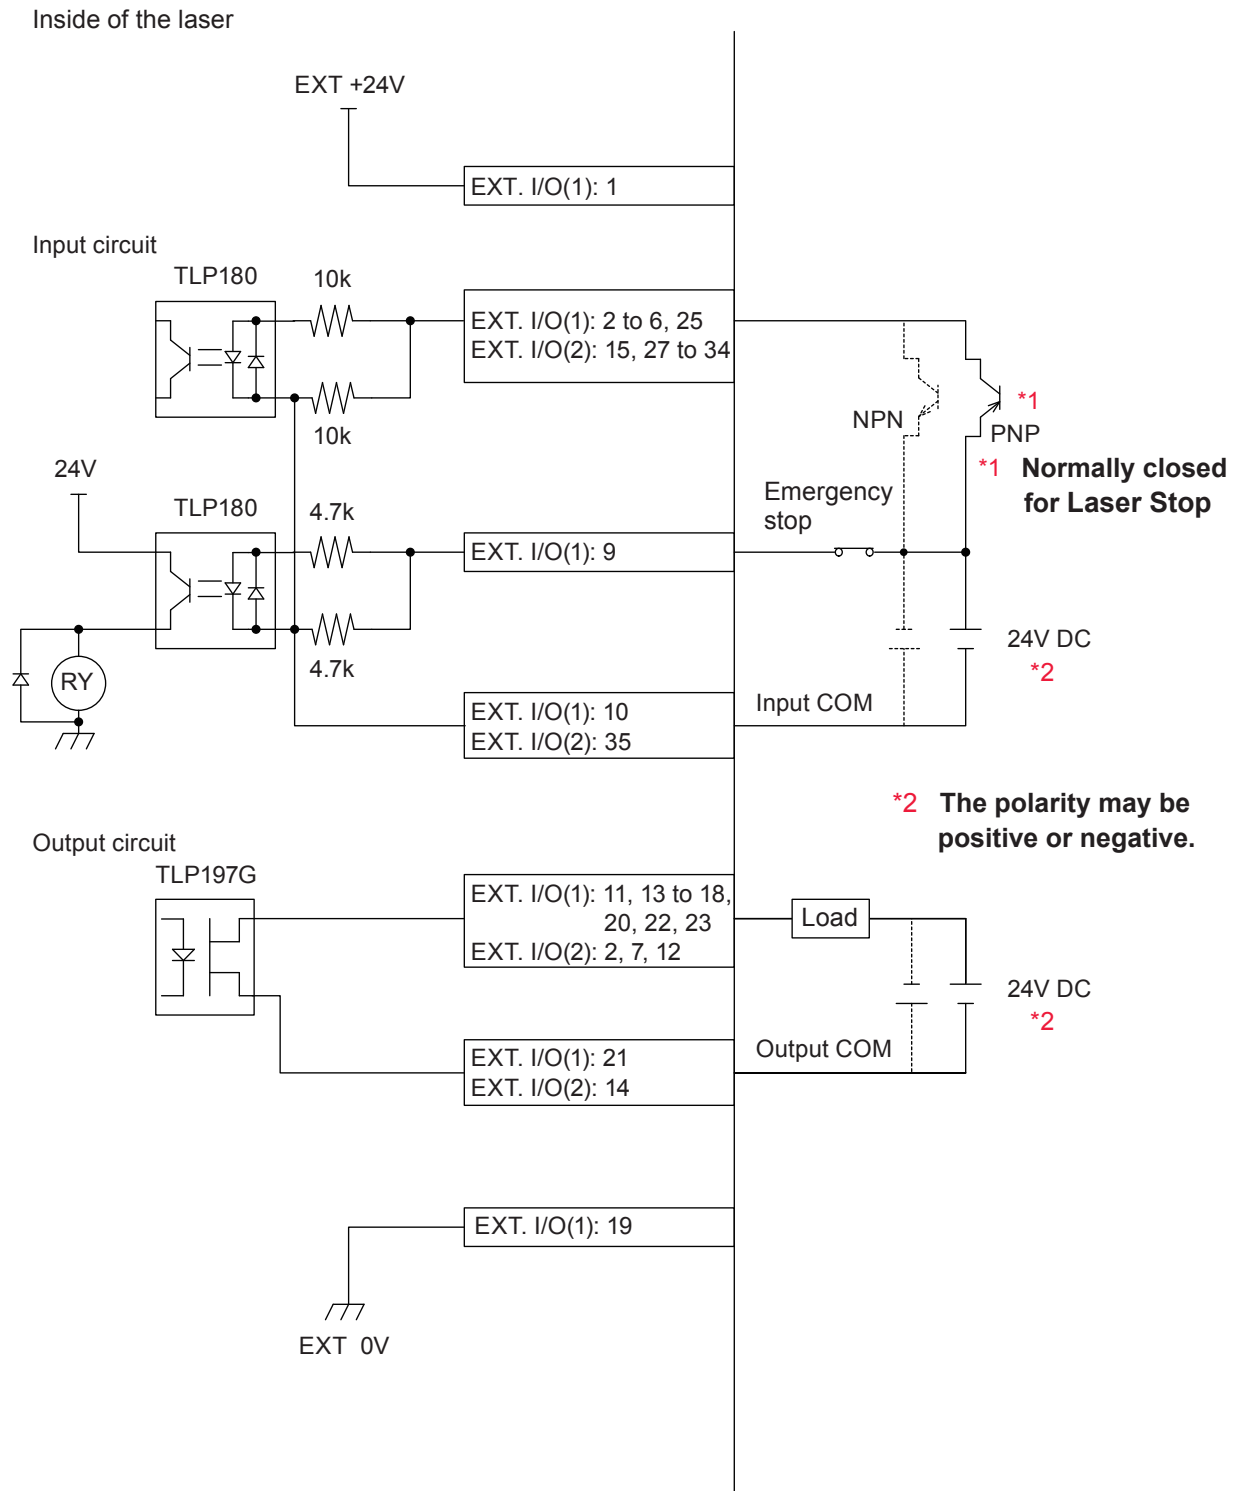 Inside of the laser
EXT +24V
EXT. I/O(1): 1
Input circuit
TLP180
10k
EXT. I/O(1): 2 to 6, 25
EXT. I/O(2): 15, 27 to 34
10k
NPN
*1
PNP
*1 Normally closed
for Laser Stop
24V
TLP180
4.7k
EXT. I/O(1): 9
Emergency
stop
4.7k
RY
24V DC
*2
EXT. I/O(1): 10
EXT. I/O(2): 35
Input COM
*2 The polarity may be
positive or negative.
Output circuit
TLP197G
EXT. I/O(1): 11, 13 to 18,
20, 22, 23
EXT. I/O(2): 2, 7, 12
Load
24V DC
*2
EXT. I/O(1): 21
EXT. I/O(2): 14
Output COM
EXT. I/O(1): 19
EXT 0V